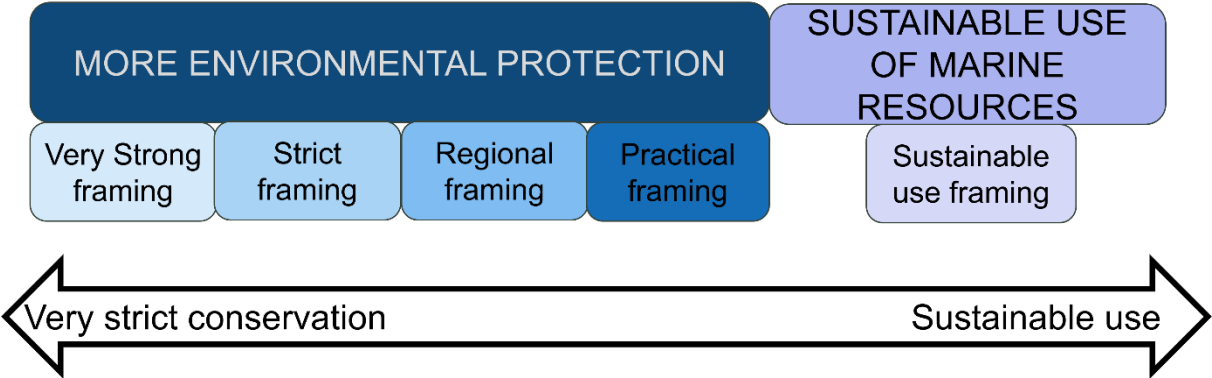 MORE ENVIRONMENTAL PROTECTION
SUSTAINABLE USE
OF MARINE
RESOURCES
Very Strong
framing
Strict
framing
Regional
framing
Practical
framing
Sustainable
use framing
Very strict conservation
Sustainable use